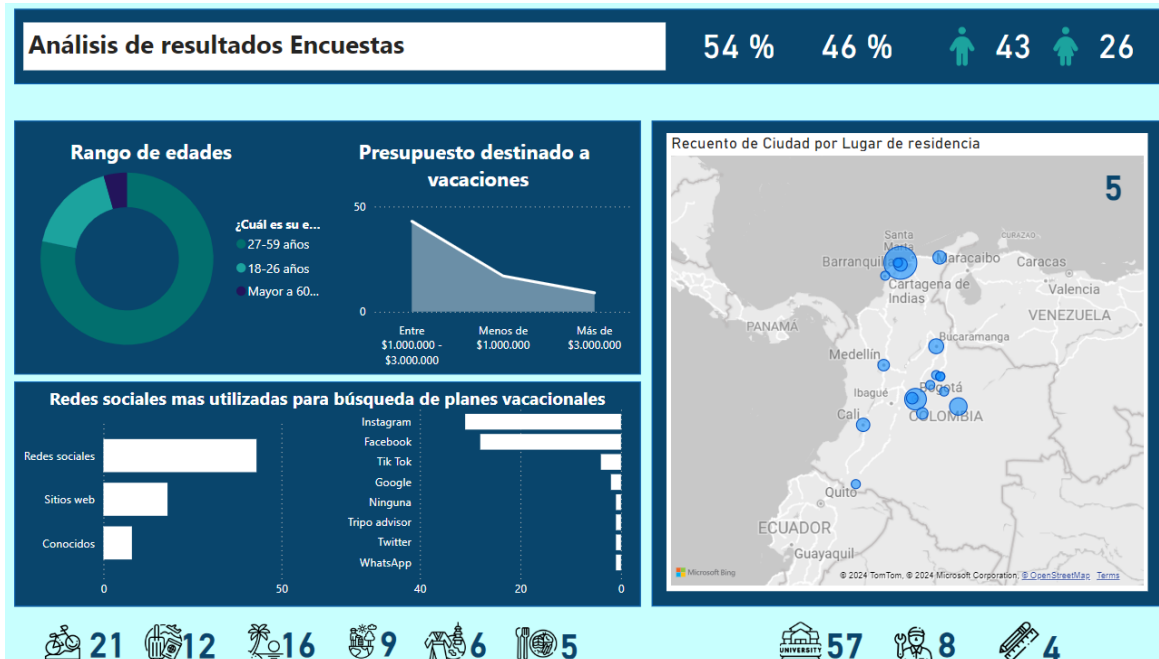 Análisis de resultados Encuestas
54 %
46 %
43
26
Rango de edades
¿Cuál es su e...
27-59 años
18-26 años
Mayor a 60...
Presupuesto destinado a
vacaciones
50
0
Entre
$1.000.000 -
$3.000.000
Menos de
$1.000.000
Más de
$3.000.000
Recuento de Ciudad por Lugar de residencia
5
Santa
Marta
CURAZAO
Barranquil
Maracaibo
Caracas
Cartagena de
Indias
Valencia
PANAMÁ
VENEZUELA
Bucaramanga
Medellín
Ibagué
Bogotá
Cali
COLOMBIA
Quito
ECUADOR
Guayaquil
Microsoft Bing
© 2024 TomTom, © 2024 Microsoft Corporation, © OpenStreetMap Terms
Redes sociales mas utilizadas para búsqueda de planes vacacionales
Redes sociales
Sitios web
Conocidos
0
50
Instagram
Facebook
Tik Tok
Google
Ninguna
Tripo advisor
Twitter
WhatsApp
40
20
0
21
12
16
9
6
5
UNIVERSITY
57
8
4